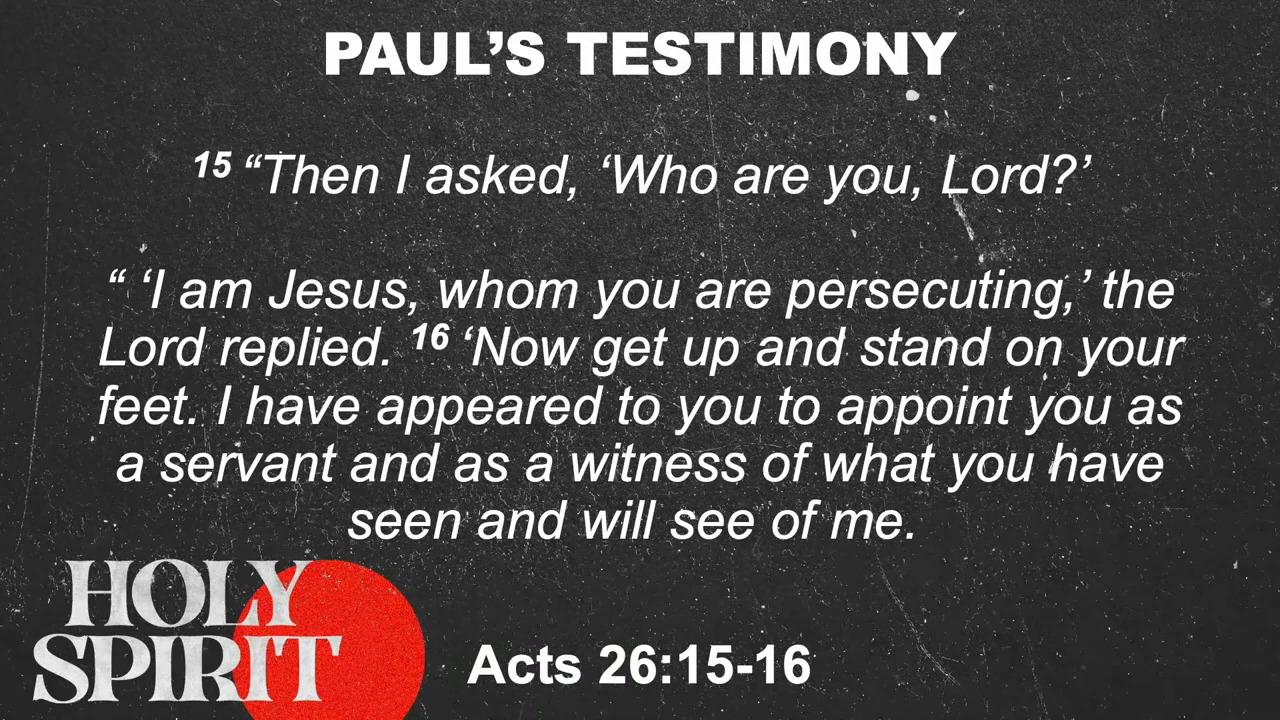 PAUL’S TESTIMONY
15 “Then I asked, ‘Who are you, Lord?’
“ ‘I am Jesus, whom you are persecuting,’ the
Lord replied. 16 ‘Now get up and stand on your
feet. I have appeared to you to appoint you as
a servant and as a witness of what you have
seen and will see of me.
HOLY
SPIRIT
Acts 26:15-16